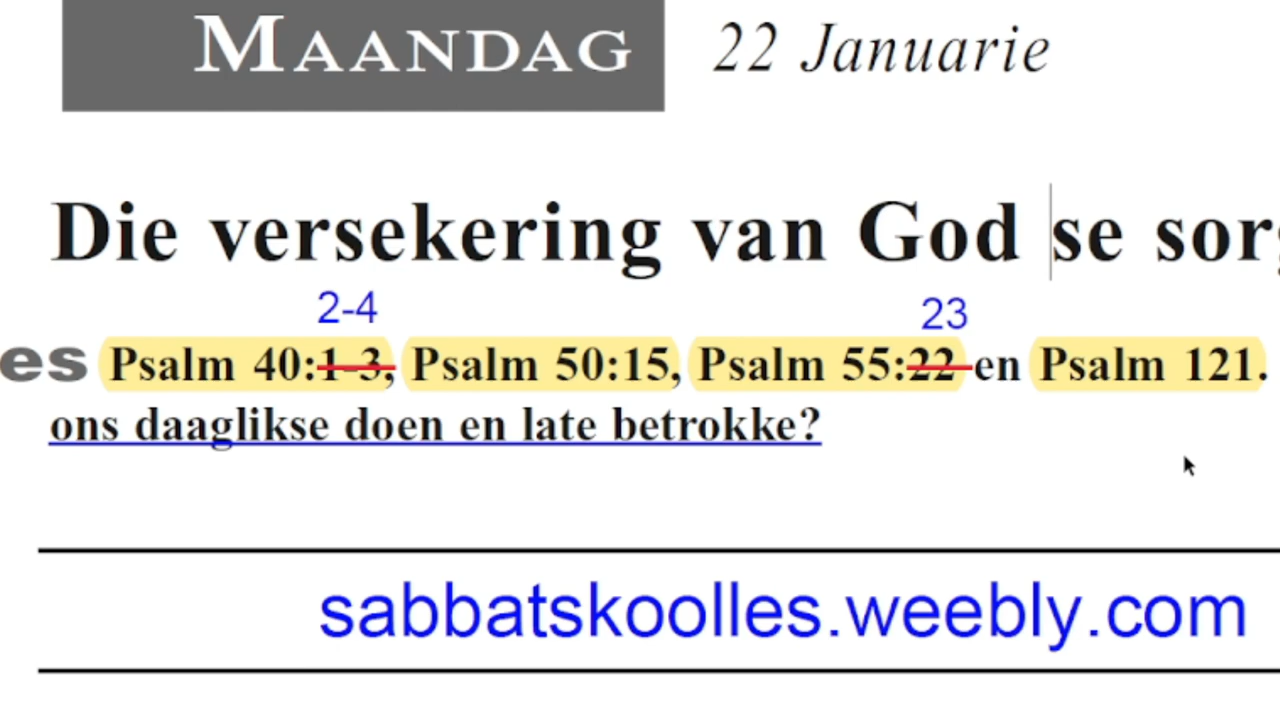 MAANDAG 22 Januarie
Die versekering van God se sorg
2-4 23
es Psalm 40:1-3, Psalm 50:15, Psalm 55:22 en Psalm 121.
ons daaglikse doen en late betrokke?
sabbatskoolles.weebly.com